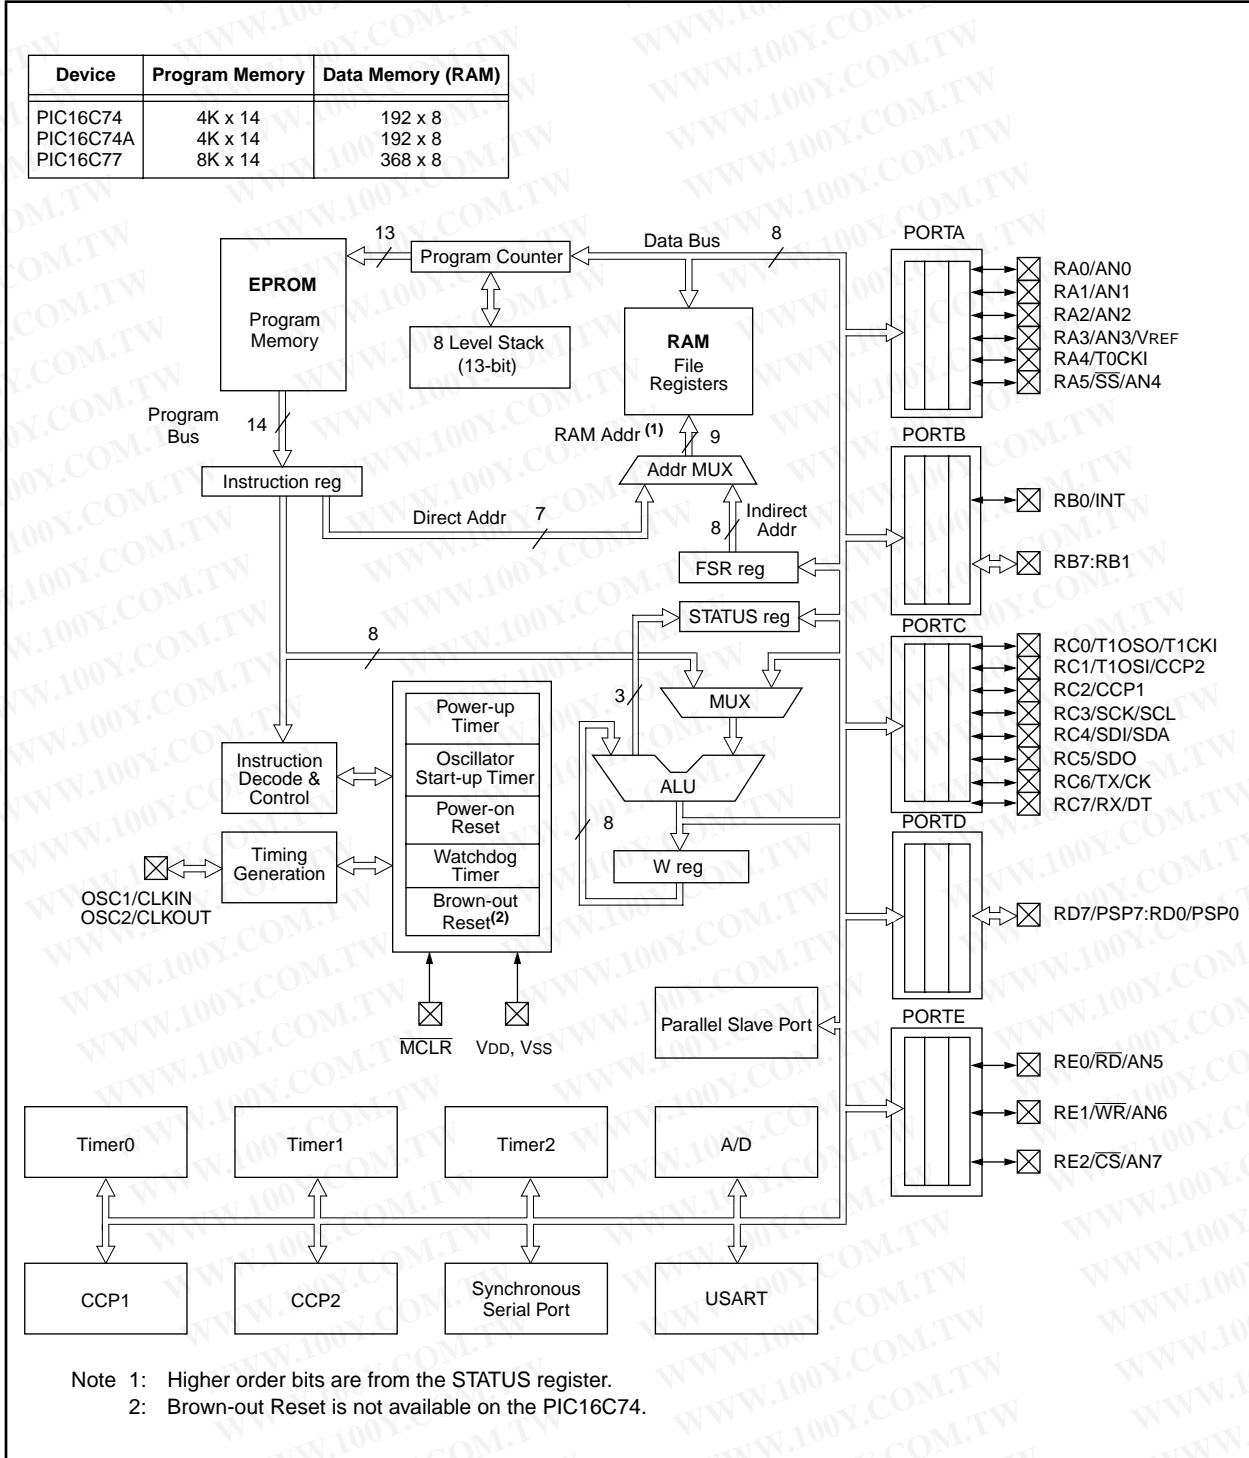 Device Program Memory Data Memory (RAM)
PIC16C74 4K x 14 192 x 8
PIC16C74A 4K x 14 192 x 8
PIC16C77 8K x 14 368 x 8
EPROM
Program
Memory
13
Program Counter
8 Level Stack
(13-bit)
Data Bus
8
RAM
File
Registers
Program
Bus
14
RAM Addr (1)
9
Addr MUX
Instruction reg
Direct Addr
7
8
Indirect
Addr
FSR reg
STATUS reg
8
3
MUX
ALU
8
W reg
Power-up
Timer
Oscillator
Start-up Timer
Power-on
Reset
Watchdog
Timer
Brown-out
Reset(2)
Instruction
Decode &
Control
Timing
Generation
OSC1/CLKIN
OSC2/CLKOUT
MCLR
VDD, VSS
Parallel Slave Port
PORTA
RA0/AN0
RA1/AN1
RA2/AN2
RA3/AN3/VREF
RA4/T0CKI
RA5/SS/AN4
PORTB
RB0/INT
RB7:RB1
PORTC
RC0/T1OSO/T1CKI
RC1/T1OSI/CCP2
RC2/CCP1
RC3/SCK/SCL
RC4/SDI/SDA
RC5/SDO
RC6/TX/CK
RC7/RX/DT
PORTD
RD7/PSP7:RD0/PSP0
PORTE
RE0/RD/AN5
RE1/WR/AN6
RE2/CS/AN7
Timer0
Timer1
Timer2
A/D
CCP1
CCP2
Synchronous
Serial Port
USART
Note 1: Higher order bits are from the STATUS register.
2: Brown-out Reset is not available on the PIC16C74.
WWW.100Y.COM.TW